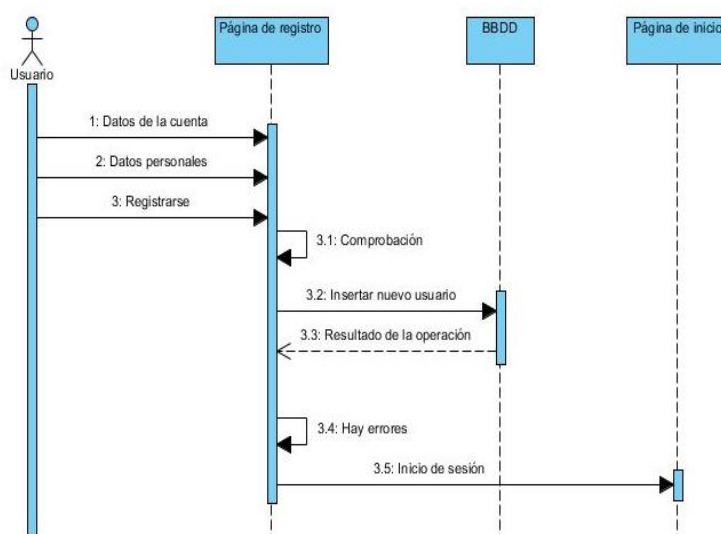 Página de registro
BBDD
Página de inicio
Usuario
1: Datos de la cuenta
2: Datos personales
3: Registrarse
3.1: Comprobación
3.2: Insertar nuevo usuario
3.3: Resultado de la operación
3.4: Hay errores
3.5: Inicio de sesión